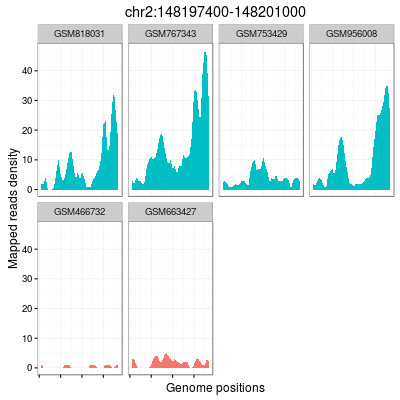 chr2:148197400-148201000
GSM818031 GSM767343 GSM753429 GSM956008
40
30
20
10
0
GSM466732 GSM663427
40
30
20
10
0
Mapped reads density
Genome positions